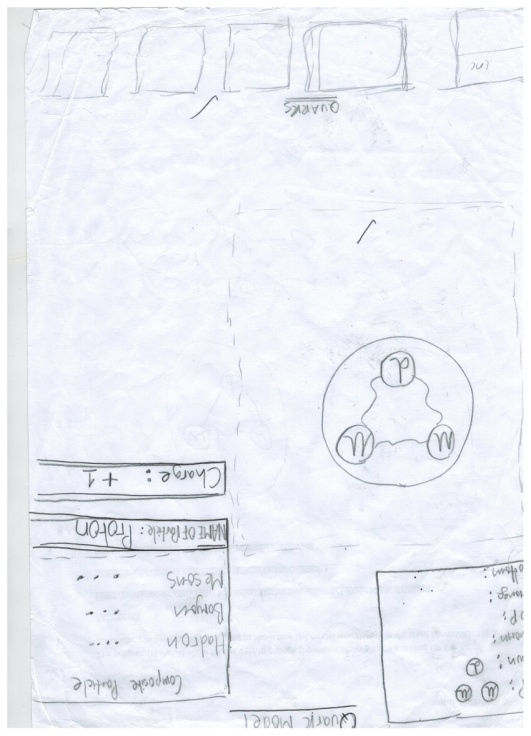 Quark Model
Composite Particle
Hadron ....
Baryon ...
Mesons ...
NAME OF Particle: Proton
Charge: +1
u u
d
u u
d
QUARKS